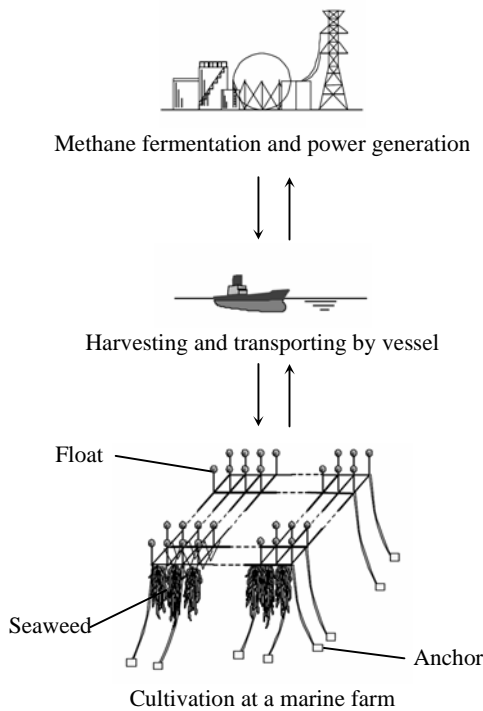 Methane fermentation and power generation
Harvesting and transporting by vessel
Float
Seaweed
Anchor
Cultivation at a marine farm